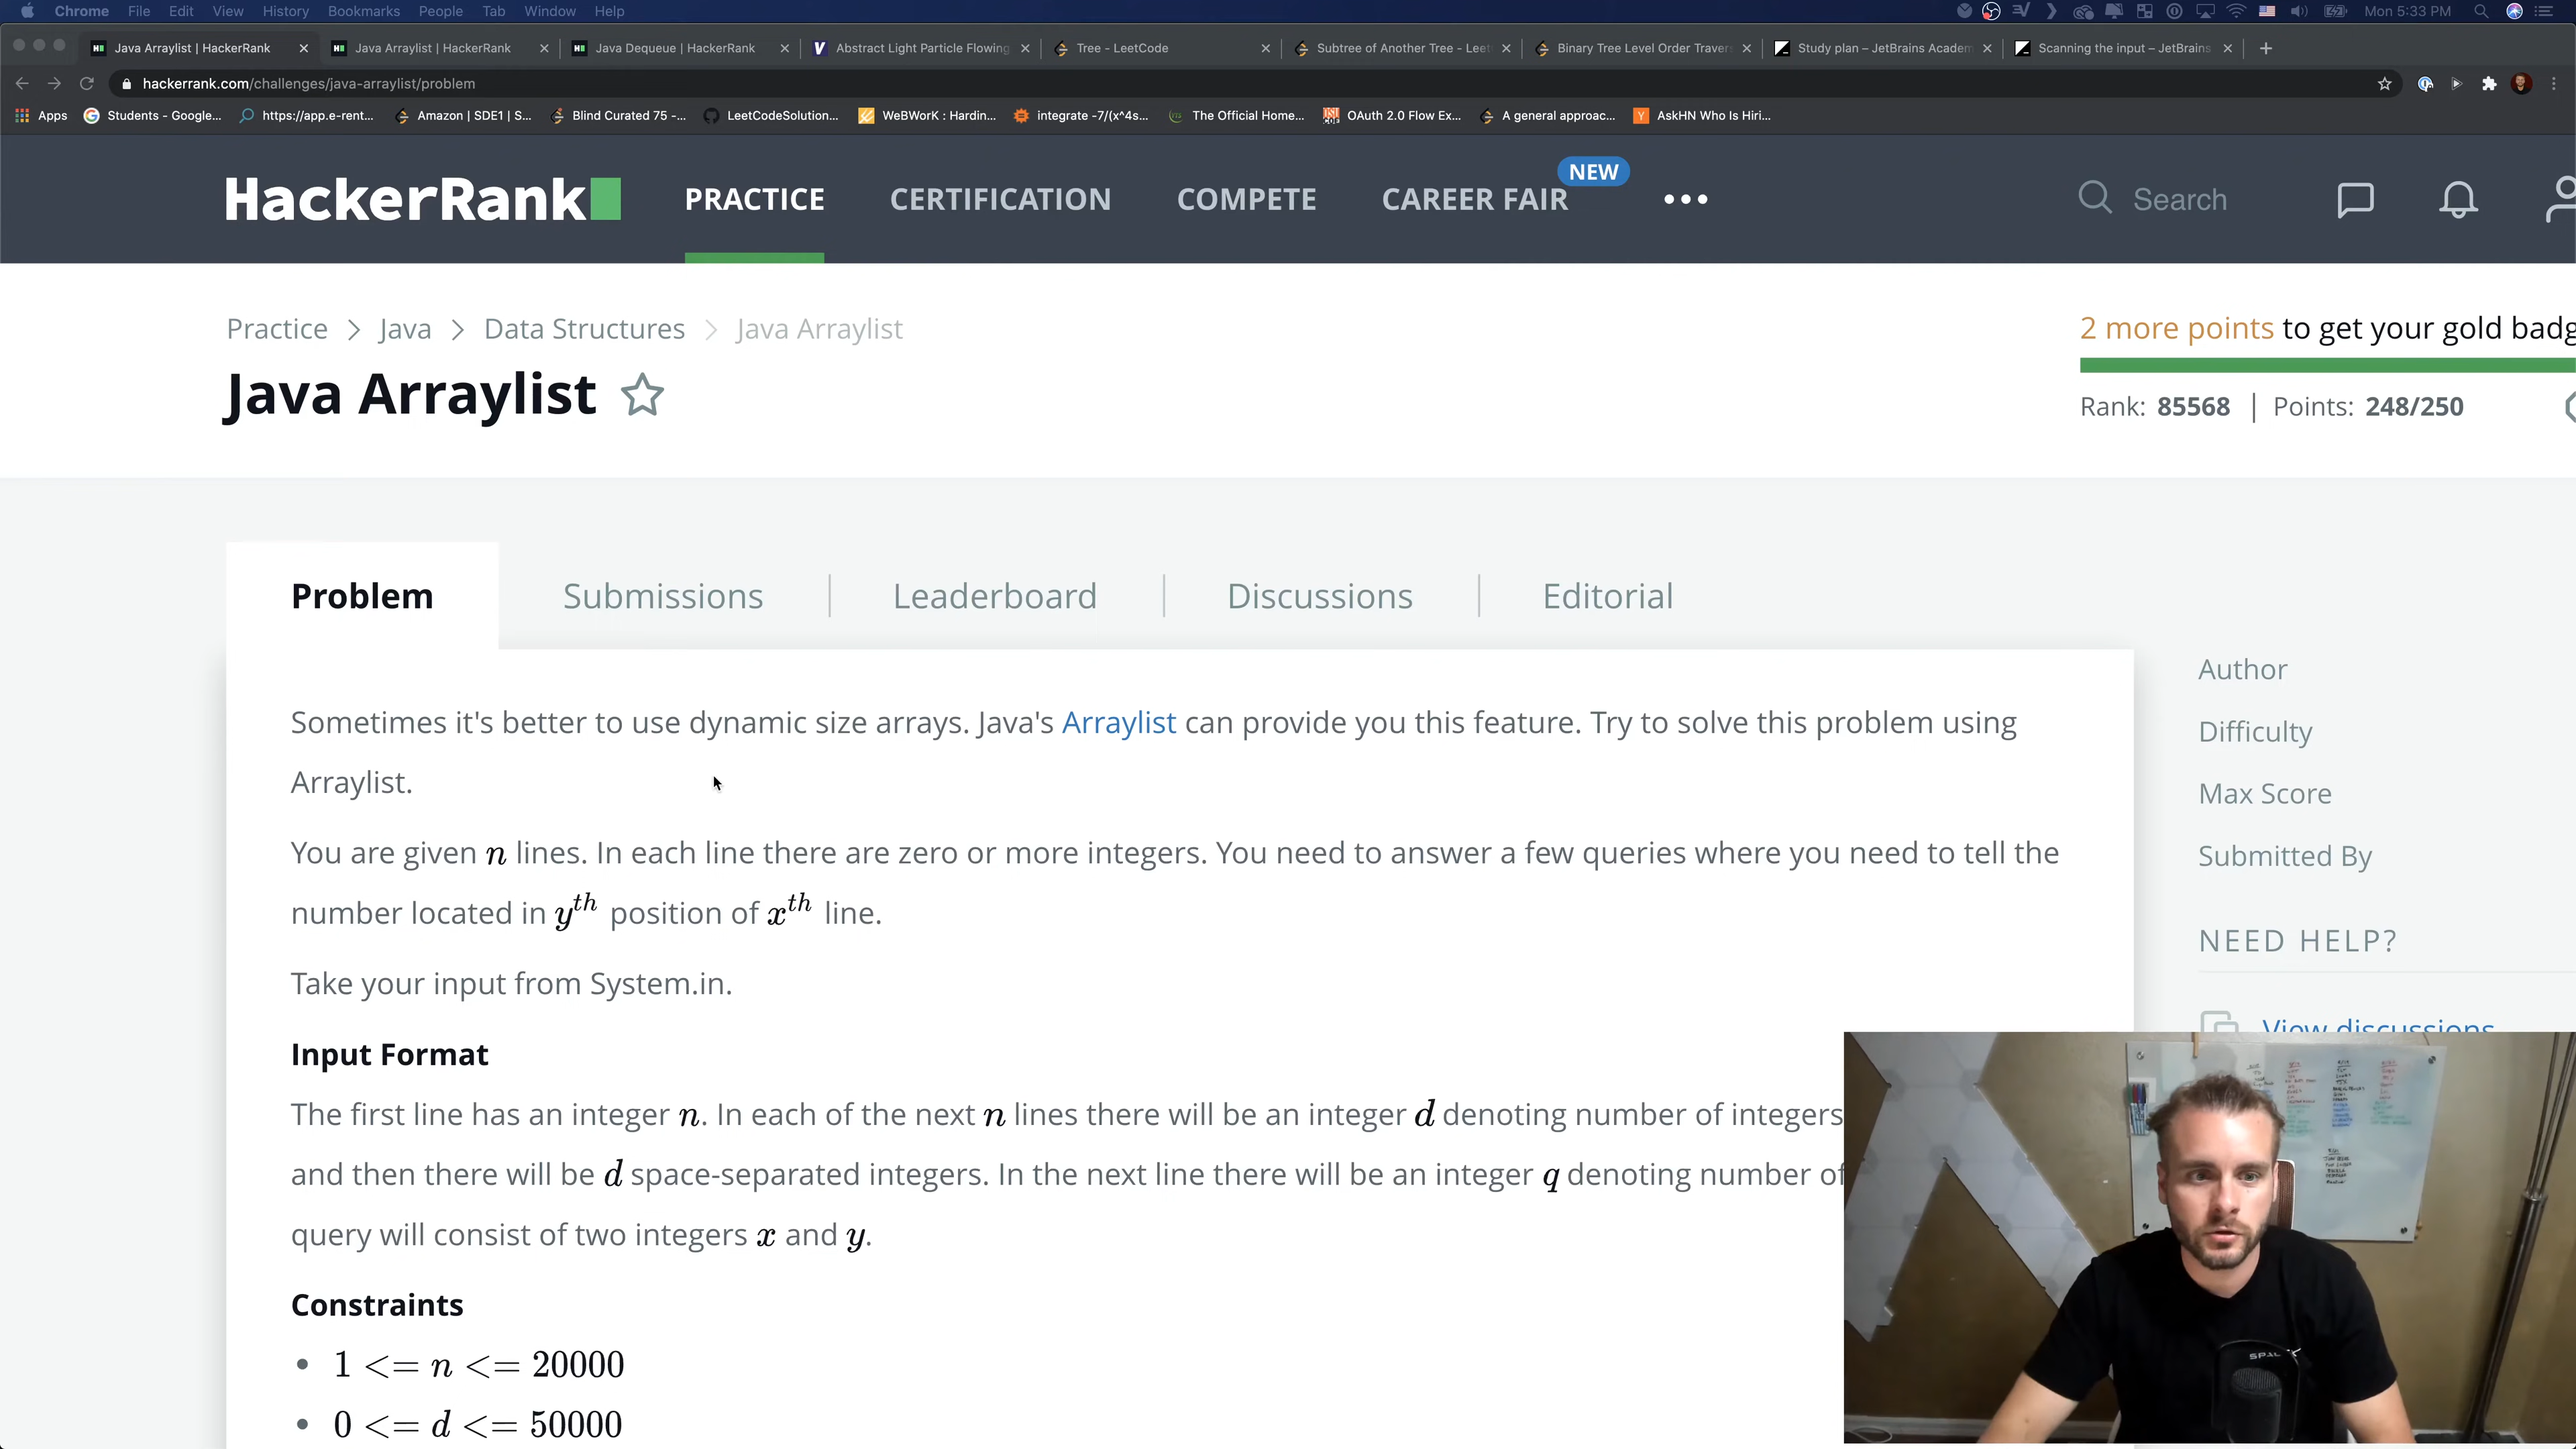 Chrome File Edit View History Bookmarks People Tab Window Help Mon 5:33 PM
Java Arraylist | HackerRank Java Arraylist | HackerRank Java Dequeue | HackerRank Abstract Light Particle Flowing Tree - LeetCode Subtree of Another Tree - Leet Binary Tree Level Order Traver Study plan – JetBrains Academ Scanning the input – JetBrains
hackerrank.com/challenges/java-arraylist/problem
Apps Students - Google... https://app.e-rent... Amazon | SDE1 | S... Blind Curated 75 -... LeetCodeSolution... WeBWorK : Hardin... integrate -7/(x^4s... The Official Home... OAuth 2.0 Flow Ex... A general approac... AskHN Who Is Hiri...
HackerRank PRACTICE CERTIFICATION COMPETE CAREER FAIR NEW ••• Search
Practice > Java > Data Structures > Java Arraylist
2 more points to get your gold badg
Java Arraylist
Rank: 85568 | Points: 248/250
Problem Submissions Leaderboard Discussions Editorial
Sometimes it's better to use dynamic size arrays. Java's Arraylist can provide you this feature. Try to solve this problem using
Arraylist.
You are given n lines. In each line there are zero or more integers. You need to answer a few queries where you need to tell the
number located in y^th position of x^th line.
Take your input from System.in.
Input Format
The first line has an integer n. In each of the next n lines there will be an integer d denoting number of integers
and then there will be d space-separated integers. In the next line there will be an integer q denoting number of
query will consist of two integers x and y.
Constraints
• 1 <= n <= 20000
• 0 <= d <= 50000
Author
Difficulty
Max Score
Submitted By
NEED HELP?
View discussions